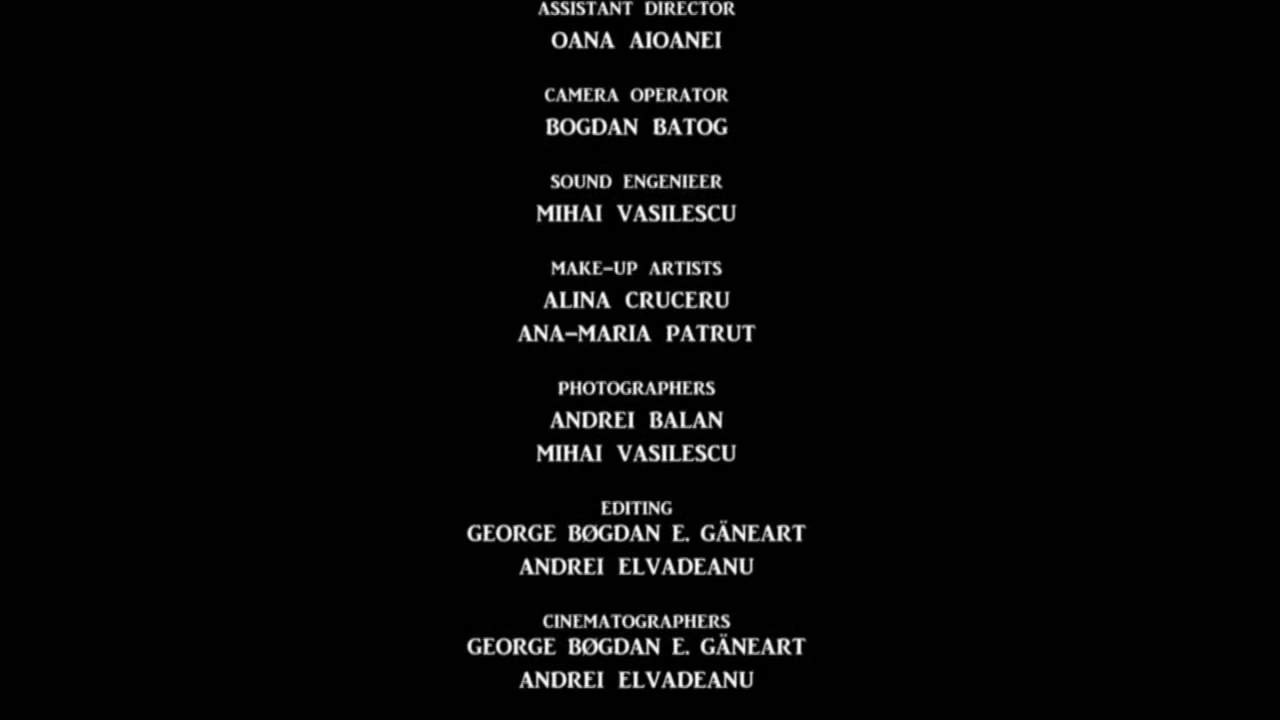 ASSISTANT DIRECTOR
OANA AIOANEI
CAMERA OPERATOR
BOGDAN BATOG
SOUND ENGENIEER
MIHAI VASILESCU
MAKE-UP ARTISTS
ALINA CRUCERU
ANA-MARIA PATRUT
PHOTOGRAPHERS
ANDREI BALAN
MIHAI VASILESCU
EDITING
GEORGE BØGDAN E. GÄNEART
ANDREI ELVADEANU
CINEMATOGRAPHERS
GEORGE BØGDAN E. GÄNEART
ANDREI ELVADEANU